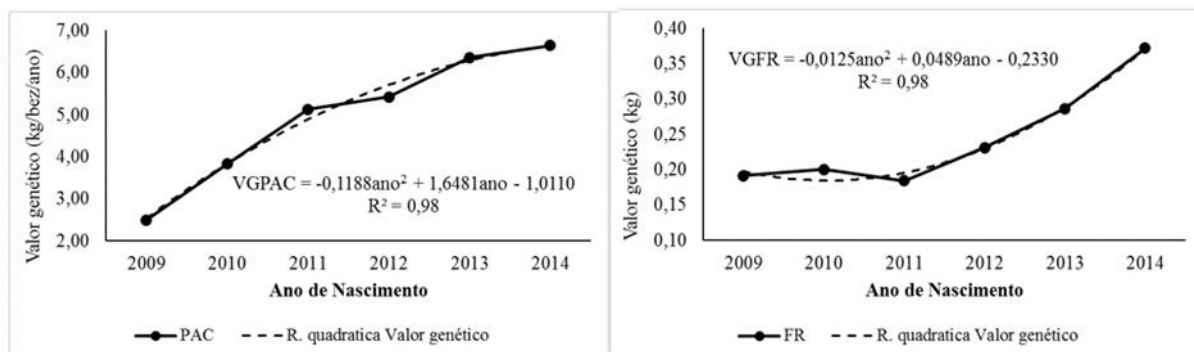 7,00
6,00
5,00
4,00
3,00
2,00
Valor genético (kg/bez/ano)
VGPAC = -0,1188ano² + 1,6481ano - 1,0110
R² = 0,98
2009 2010 2011 2012 2013 2014
Ano de Nascimento
PAC R. quadratica Valor genético
0,40
0,35
0,30
0,25
0,20
0,15
0,10
Valor genético (kg)
VGFR = -0,0125ano² + 0,0489ano - 0,2330
R² = 0,98
2009 2010 2011 2012 2013 2014
Ano de Nascimento
FR R. quadratica Valor genético